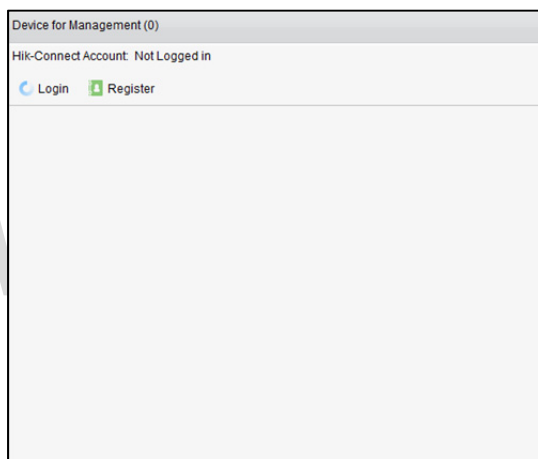 Device for Management (0)
Hik-Connect Account: Not Logged in
Login Register